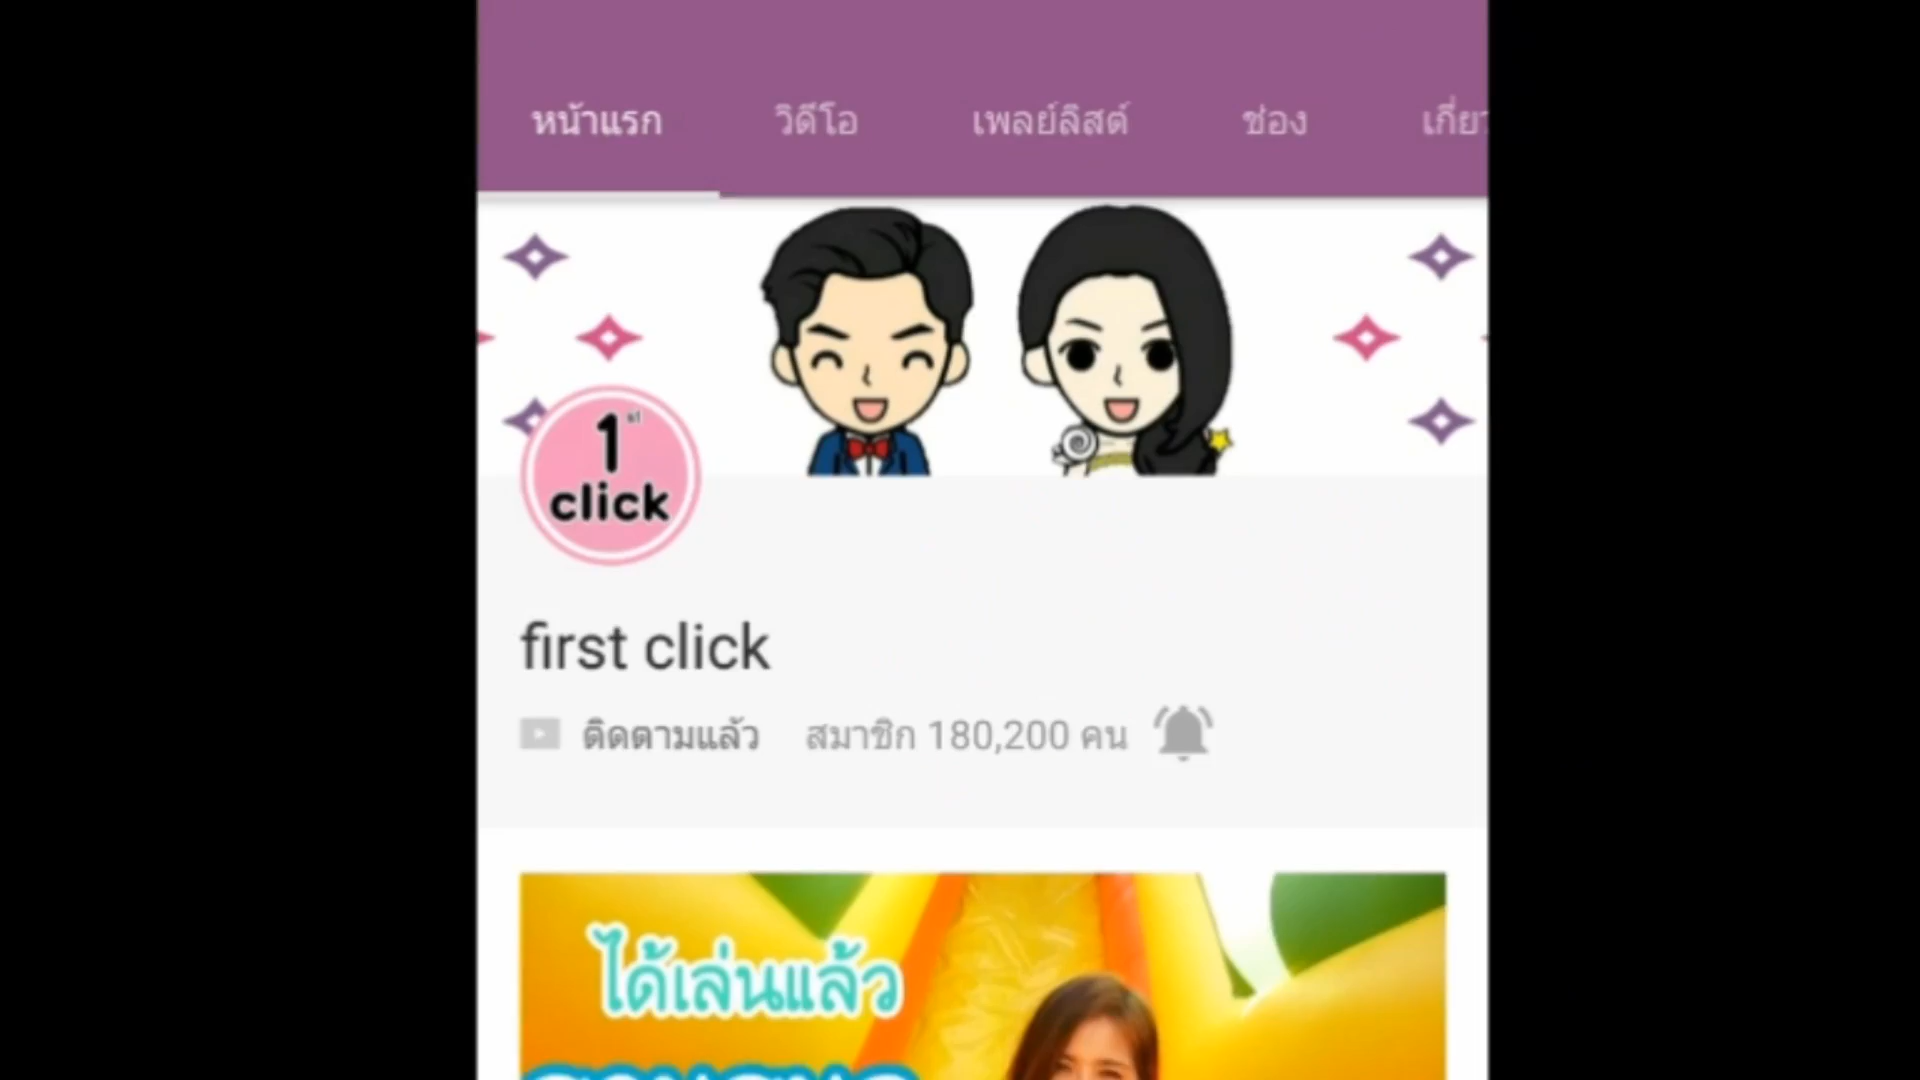 หน้าแรก วิดีโอ เพลย์ลิสต์ ช่อง
1st
click
first click
ติดตามแล้ว สมาชิก 180,200 คน
ได้เล่นแล้ว